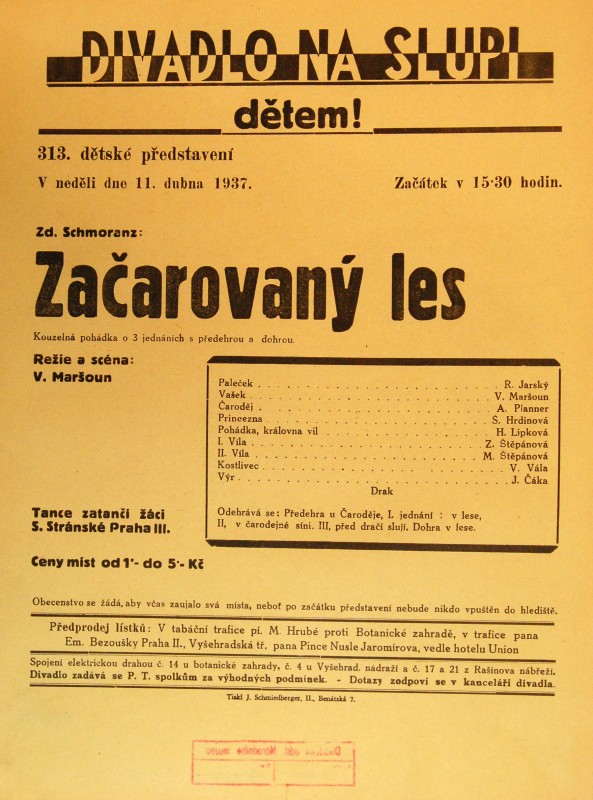 DIVADLO NA SLUPI
dětem!
313. dětské představení
V neděli dne 11. dubna 1937. Začátek v 15·30 hodin.
Zd. Schmoranz:
Začarovaný les
Kouzelná pohádka o 3 jednáních s předehrou a dohrou.
Režie a scéna:
V. Maršoun
Paleček . . . . . . . . . . R. Jarský
Vašek . . . . . . . . . . V. Maršoun
Čaroděj . . . . . . . . . . A. Planner
Princezna . . . . . . . . . . S. Hrdinová
Pohádka, královna vil . . . . . . . . . . H. Lipková
I. Víla . . . . . . . . . . Z. Štěpánová
II. Víla . . . . . . . . . . M. Štěpánová
Kostlivec . . . . . . . . . . V. Vála
Výr . . . . . . . . . . J. Čáka
Drak
Odehrává se: Předehra u Čaroděje, I. jednání : v lese,
II, v čarodejné síni. III, před dračí slují. Dohra v lese.
Tance zatančí žáci
S. Stránské Praha III.
Ceny míst od 1'- do 5·- Kč
Obecenstvo se žádá, aby včas zaujalo svá místa, neboť po začátku představení nebude nikdo vpuštěn do hlediště.
Předprodej lístků: V tabáční trafice pí. M. Hrubé proti Botanické zahradě, v trafice pana
Em. Bezoušky Praha II., Vyšehradská tř, pana Pince Nusle Jaromírova, vedle hotelu Union
Spojení elektrickou drahou č. 14 u botanické zahrady, č. 4 u Vyšehrad. nádraží a č. 17 a 21 z Rašínova nábřeží.
Divadlo zadává se P. T. spolkům za výhodných podmínek. - Dotazy zodpoví se v kanceláři divadla.
Tiskl J. Schmiedberger, II., Benátská 7.